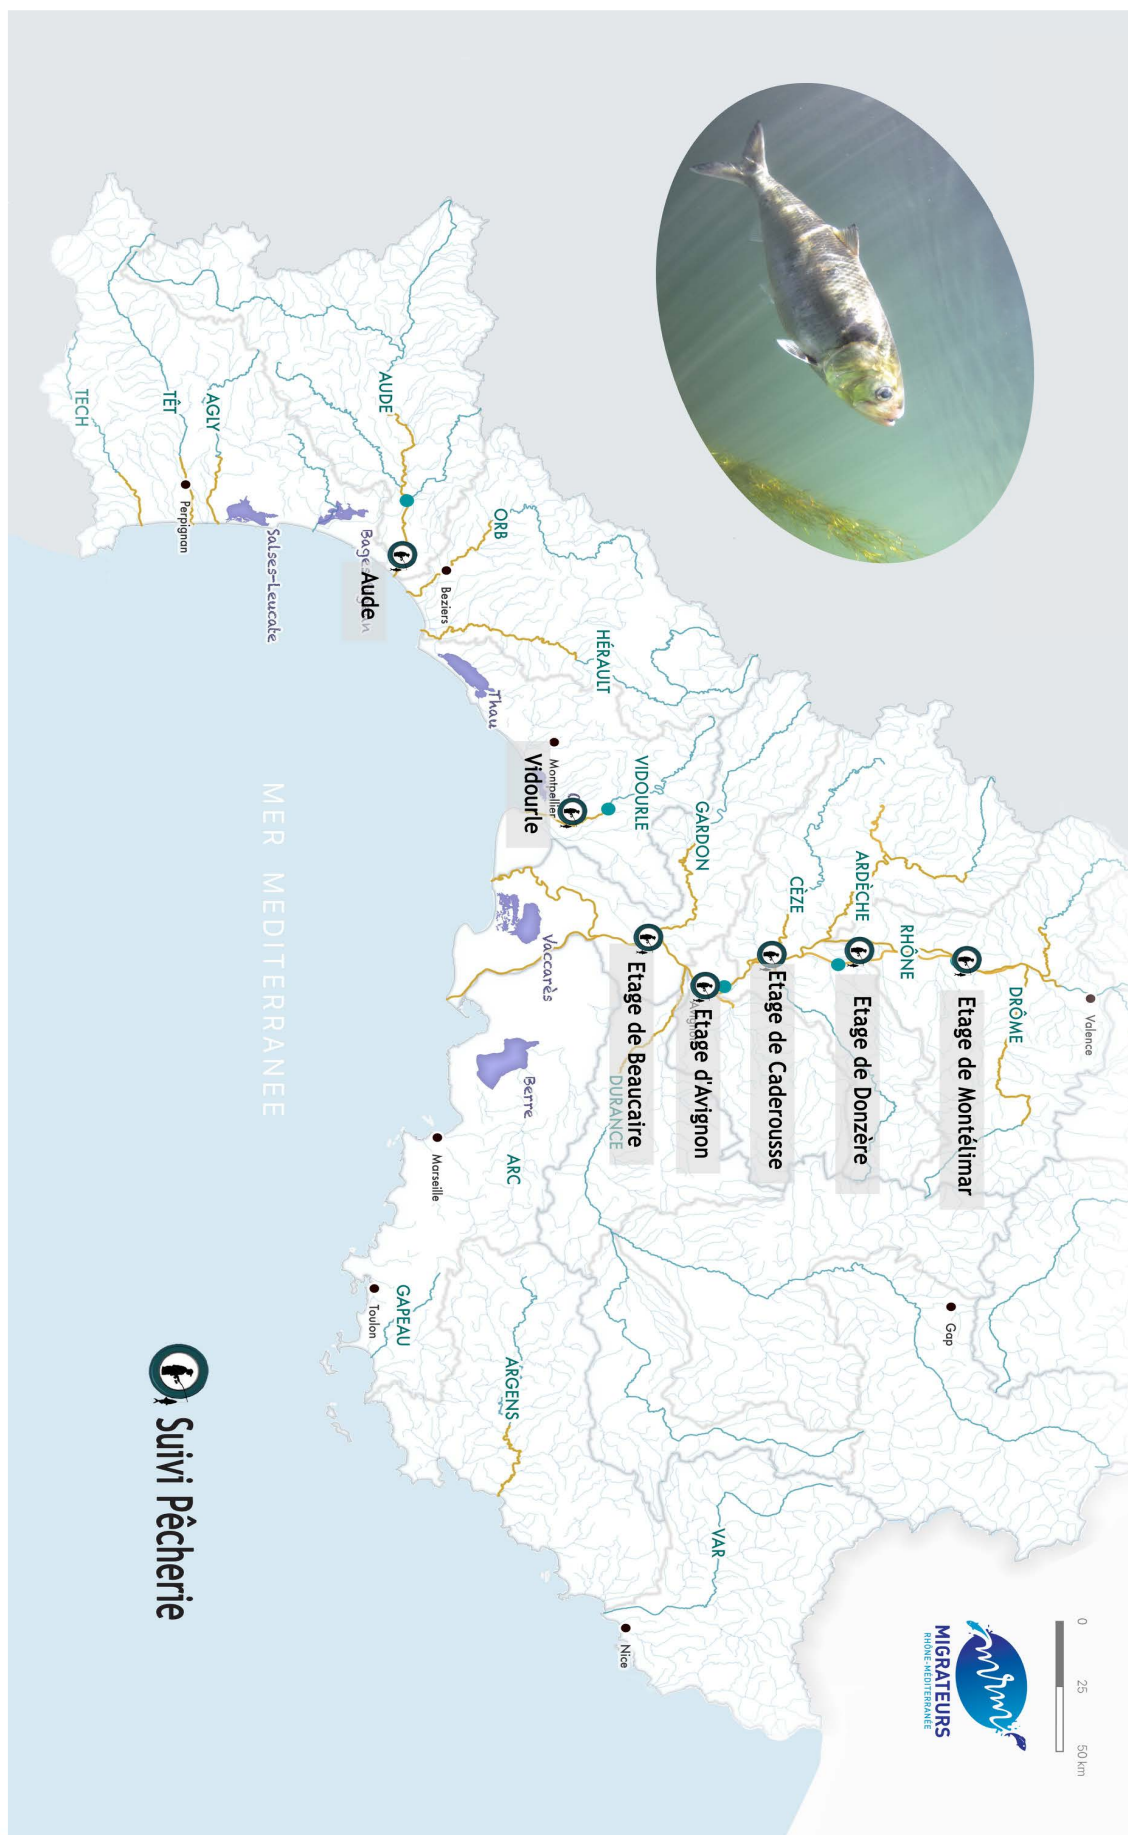 0 25 50 km
MIGRATEURS
RHÔNE-MÉDITERRANÉE
Valence
DRÔME
Etage de Montélimar
Gap
RHÔNE
ARDÈCHE
Etage de Donzère
CÈZE
Etage de Caderousse
GARDON
Avignon
Etage d'Avignon
VAR
VIDOURLE
Etage de Beaucaire
DURANCE
Nice
HÉRAULT
Montpellier
Vidourle
Vaccarès
Berre
ARC
ARGENS
ORB
Thau
Beziers
Marseille
GAPEAU
Toulon
AUDE
Aude
Salses-Leucate
MER MEDITERRANEE
AGLY
TÊT
Perpignan
TECH
Suivi Pêcherie